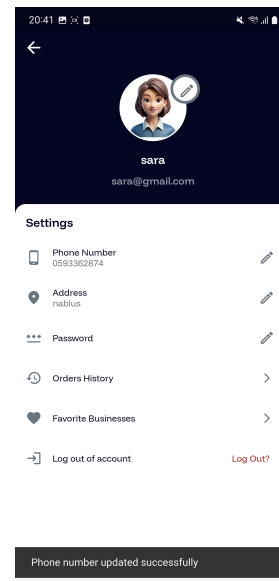 20:41
sara
sara@gmail.com
Settings
Phone Number
0593362874
Address
nablus
Password
Orders History
Favorite Businesses
Log out of account Log Out?
Phone number updated successfully